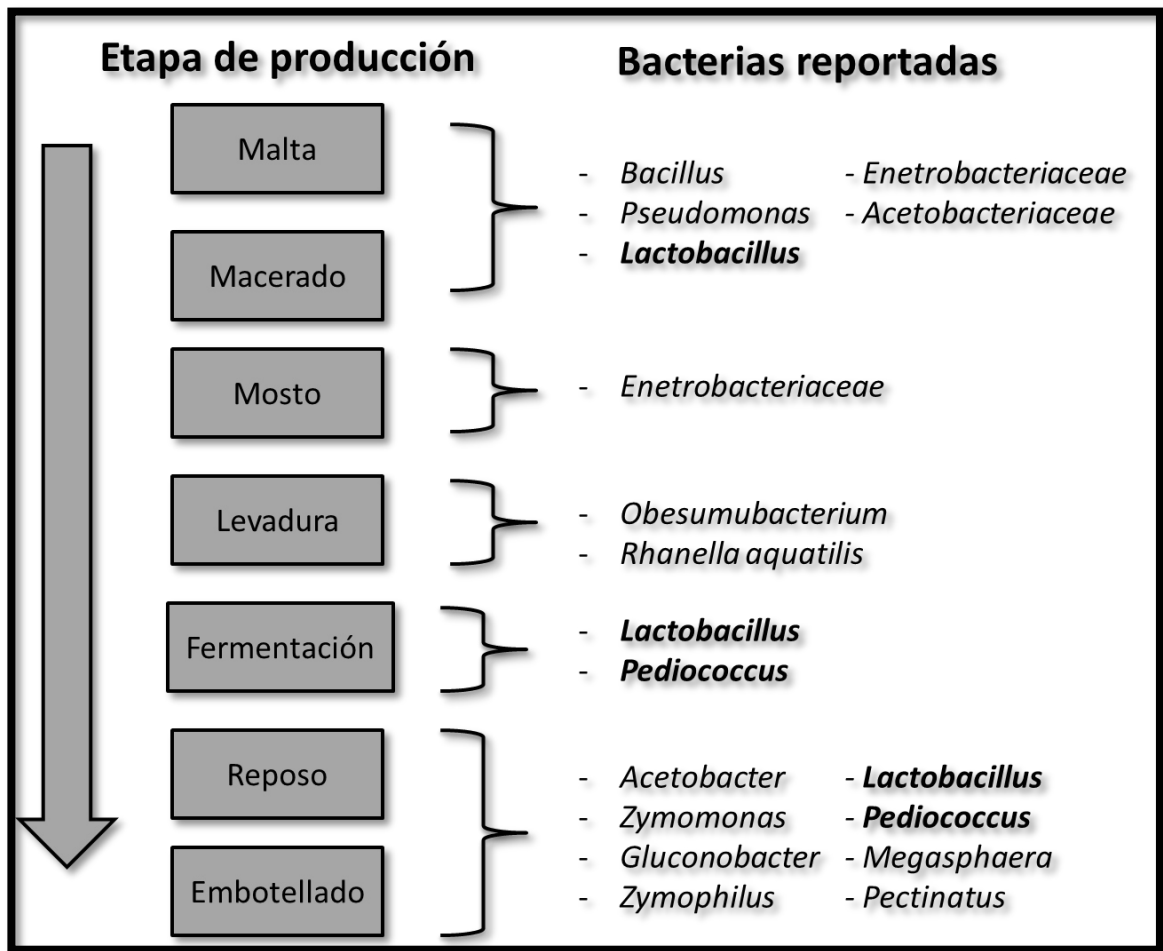 Etapa de producción
Bacterias reportadas
Malta
Macerado
- Bacillus - Enetrobacteriaceae
- Pseudomonas - Acetobacteriaceae
- Lactobacillus
Mosto
- Enetrobacteriaceae
Levadura
- Obesumubacterium
- Rhanella aquatilis
Fermentación
- Lactobacillus
- Pediococcus
Reposo
Embotellado
- Acetobacter - Lactobacillus
- Zymomonas - Pediococcus
- Gluconobacter - Megasphaera
- Zymophilus - Pectinatus